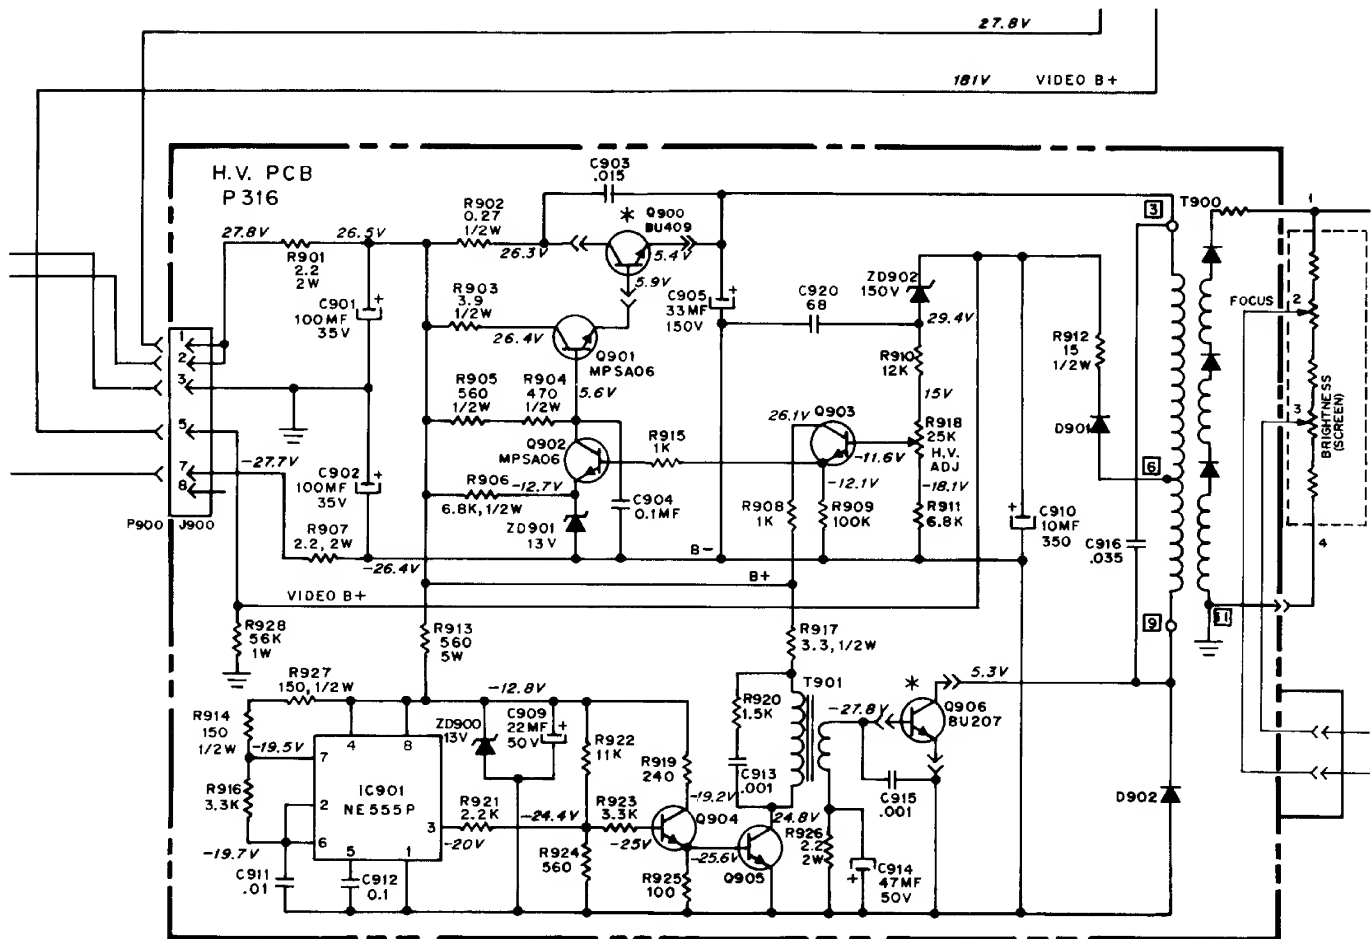 27.8V
181V VIDEO B+
H.V. PCB
P316
C903
.015
R902
0.27
1/2W
*
Q900
BU409
27.8V
R901
2.2
2W
26.5V
26.3V
5.4V
5.9V
T900
3
1
C901
100MF
35V
R903
3.9
1/2W
26.4V
Q901
MPSA06
5.6V
C905
33MF
150V
C920
68
ZD902
150V
29.4V
R910
12K
15V
R912
15
1/2W
FOCUS
2
1
2
3
5
7
8
P900 J900
R905
560
1/2W
R904
470
1/2W
Q902
MPSA06
R915
1K
26.1V
Q903
-11.6V
-12.1V
R918
25K
H.V.
ADJ
-18.1V
D901
6
3
BRIGHTNESS
(SCREEN)
-27.7V
C902
100MF
35V
R906
6.8K, 1/2W
-12.7V
ZD901
13V
C904
0.1MF
R908
1K
R909
100K
R911
6.8K
C910
10MF
350
C916
.035
4
R907
2.2, 2W
-26.4V
B-
B+
VIDEO B+
9
11
R928
56K
1W
R913
560
5W
R917
3.3, 1/2W
R927
150, 1/2W
-12.8V
R914
150
1/2W
-19.5V
4
8
7
2
6
3
5
1
IC901
NE555P
ZD900
13V
C909
22MF
50V
R922
11K
R919
240
R920
1.5K
T901
C913
.001
-27.8V
*
Q906
BU207
5.3V
C915
.001
D902
R916
3.3K
-19.7V
R921
2.2K
-20V
-24.4V
R923
3.3K
-25V
-19.2V
Q904
24.8V
R926
2.2
2W
C911
.01
C912
0.1
R924
560
R925
100
-25.6V
Q905
C914
47MF
50V